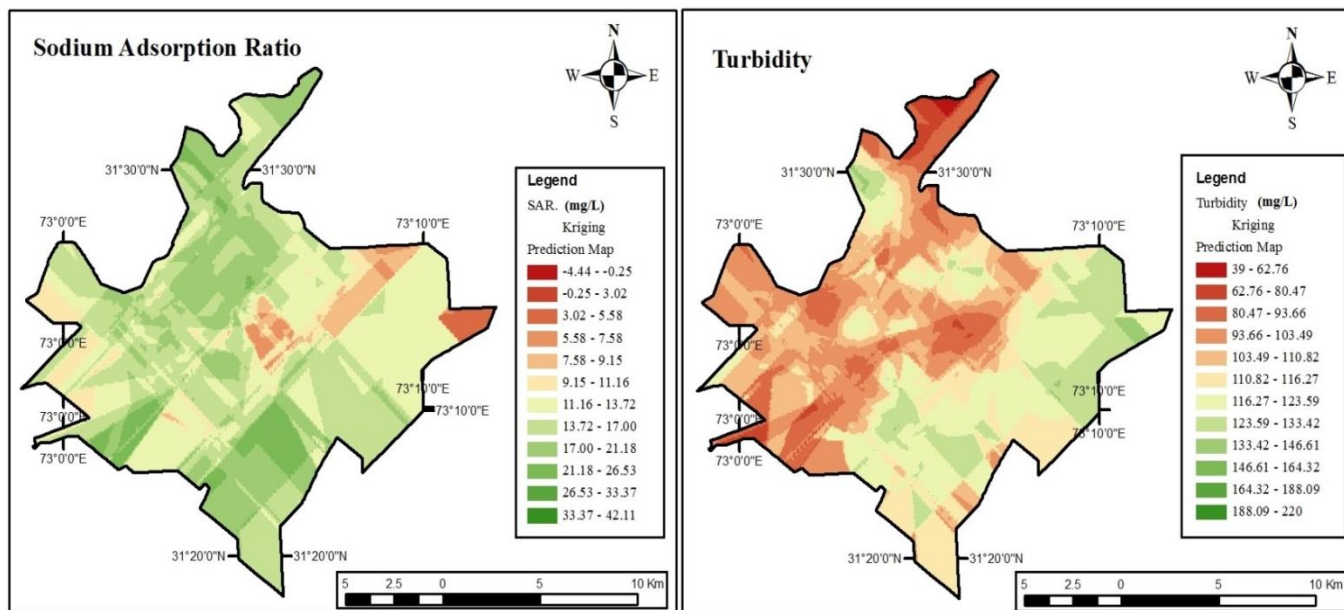 Sodium Adsorption Ratio
N
W
E
S
31°30'0"N
31°30'0"N
73°0'0"E
73°10'0"E
73°0'0"E
73°10'0"E
73°10'0"E
73°0'0"E
73°0'0"E
31°20'0"N
31°20'0"N
Legend
SAR. (mg/L)
Kriging
Prediction Map
-4.44 - -0.25
-0.25 - 3.02
3.02 - 5.58
5.58 - 7.58
7.58 - 9.15
9.15 - 11.16
11.16 - 13.72
13.72 - 17.00
17.00 - 21.18
21.18 - 26.53
26.53 - 33.37
33.37 - 42.11
5 2.5 0 5 10 Km
Turbidity
N
W
E
S
31°30'0"N
31°30'0"N
73°0'0"E
73°10'0"E
73°0'0"E
73°10'0"E
73°0'0"E
73°10'0"E
73°0'0"E
31°20'0"N
31°20'0"N
Legend
Turbidity (mg/L)
Kriging
Prediction Map
39 - 62.76
62.76 - 80.47
80.47 - 93.66
93.66 - 103.49
103.49 - 110.82
110.82 - 116.27
116.27 - 123.59
123.59 - 133.42
133.42 - 146.61
146.61 - 164.32
164.32 - 188.09
188.09 - 220
5 2.5 0 5 10 Km